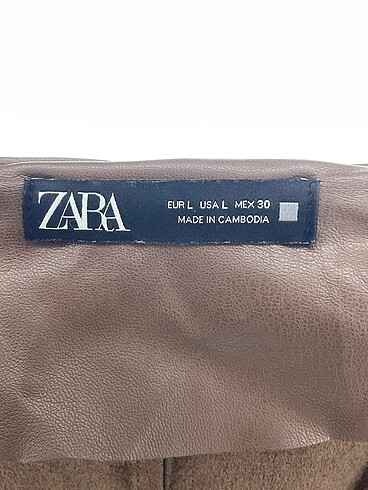 ZARA
EUR L USA L MEX 30
MADE IN CAMBODIA